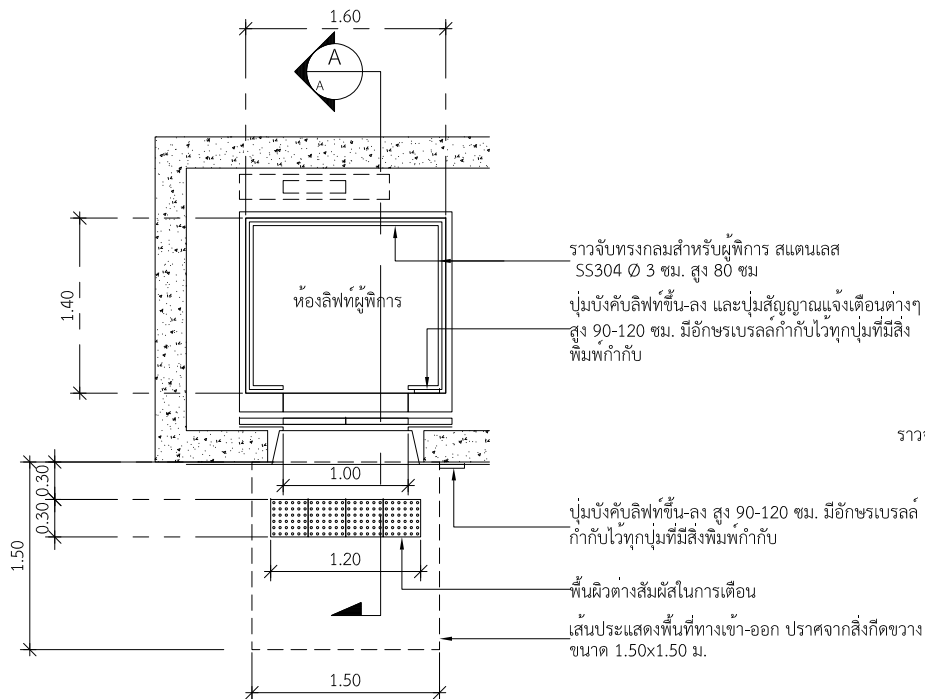 1.60
A
A
ราวจับทรงกลมสำหรับผู้พิการ สแตนเลส
SS304 Ø 3 ซม. สูง 80 ซม
1.40
ห้องลิฟท์ผู้พิการ
ปุ่มบังคับลิฟท์ขึ้น-ลง และปุ่มสัญญาณแจ้งเตือนต่างๆ
สูง 90-120 ซม. มีอักษรเบรลล์กำกับไว้ทุกปุ่มที่มีสิ่ง
พิมพ์กำกับ
ราวจ
0.30
1.00
0.30
ปุ่มบังคับลิฟท์ขึ้น-ลง สูง 90-120 ซม. มีอักษรเบรลล์
กำกับไว้ทุกปุ่มที่มีสิ่งพิมพ์กำกับ
1.50
1.20
พื้นผิวต่างสัมผัสในการเตือน
เส้นประแสดงพื้นที่ทางเข้า-ออก ปราศจากสิ่งกีดขวาง
ขนาด 1.50x1.50 ม.
1.50